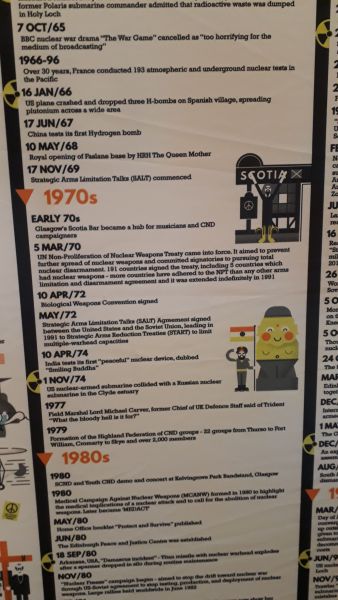 former Polaris submarine commander admitted that radioactive waste was dumped
in Holy Loch
7 OCT/65
BBC nuclear war drama "The War Game" cancelled as "too horrifying for the
medium of broadcasting"
1966-96
Over 30 years, France conducted 193 atmospheric and underground nuclear tests in
the Pacific
16 JAN/66
US plane crashed and dropped three H-bombs on Spanish village, spreading
plutonium across a wide area
17 JUN/67
China tests its first Hydrogen bomb
10 MAY/68
Royal opening of Faslane base by HRH The Queen Mother
17 NOV/69
Strategic Arms Limitation Talks (SALT) commenced
SCOTIA
1970s
EARLY 70s
Glasgow's Scotia Bar became a hub for musicians and CND
campaigners
5 MAR/70
UN Non-Proliferation of Nuclear Weapons Treaty came into force. It aimed to prevent
further spread of nuclear weapons and committed signatories to pursuing total
nuclear disarmament. 191 countries signed the treaty, including 5 countries which
had nuclear weapons - more countries have adhered to the NPT than any other arms
limitation and disarmament agreement and it was extended indefinitely in 1991
10 APR/72
Biological Weapons Convention signed
MAY/72
Strategic Arms Limitation Talks (SALT) Agreement signed
between the United States and the Soviet Union, leading in
1991 to Strategic Arms Reduction Treaties (START) to limit
multiple-warhead capacities
10 APR/74
India tests its first "peaceful" nuclear device, dubbed
"Smiling Buddha"
1 NOV/74
US nuclear-armed submarine collided with a Russian nuclear
submarine in the Clyde estuary
1977
Field Marshal Lord Michael Carver, former Chief of UK Defence Staff said of Trident
"What the bloody hell is it for?"
1979
Formation of the Highland Federation of CND groups - 22 groups from Thurso to Fort
William, Cromarty to Skye and over 2,000 members
1980s
1980
SCND and Youth CND demo and concert at Kelvingrove Park Bandstand, Glasgow
1980
Medical Campaign Against Nuclear Weapons (MCANW) formed in 1980 to highlight
the medical implications of a nuclear attack and to call for the abolition of nuclear
weapons. Later became 'MEDACT'
MAY/80
Home Office booklet "Protect and Survive" published
JUN/80
The Edinburgh Peace and Justice Centre was established
18 SEP/80
Arkansas, USA, "Damascus incident" - Titan missile with nuclear warhead explodes
after a spanner dropped in silo during routine maintenance
NOV/80
"Nuclear Freeze" campaign began - aimed to stop the drift toward nuclear war
through US-Soviet agreement to stop testing, production, and deployment of nuclear
weapons. Large rallies held worldwide in June 1982